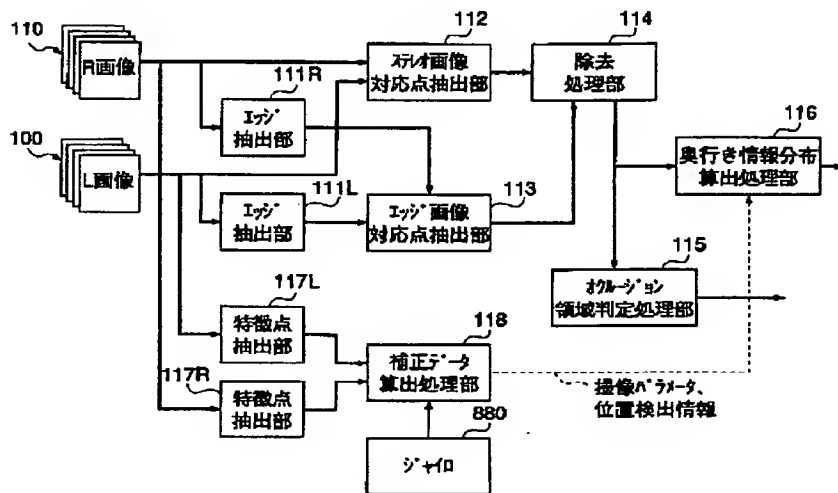 110
R画像
100
L画像
111R
エッジ
抽出部
111L
エッジ
抽出部
112
ステレオ画像
対応点抽出部
113
エッジ画像
対応点抽出部
114
除去
処理部
116
奥行き情報分布
算出処理部
115
オクルージョン
領域判定処理部
117L
特徴点
抽出部
117R
特徴点
抽出部
118
補正データ
算出処理部
撮像パラメータ、
位置検出情報
880
ジャイロ